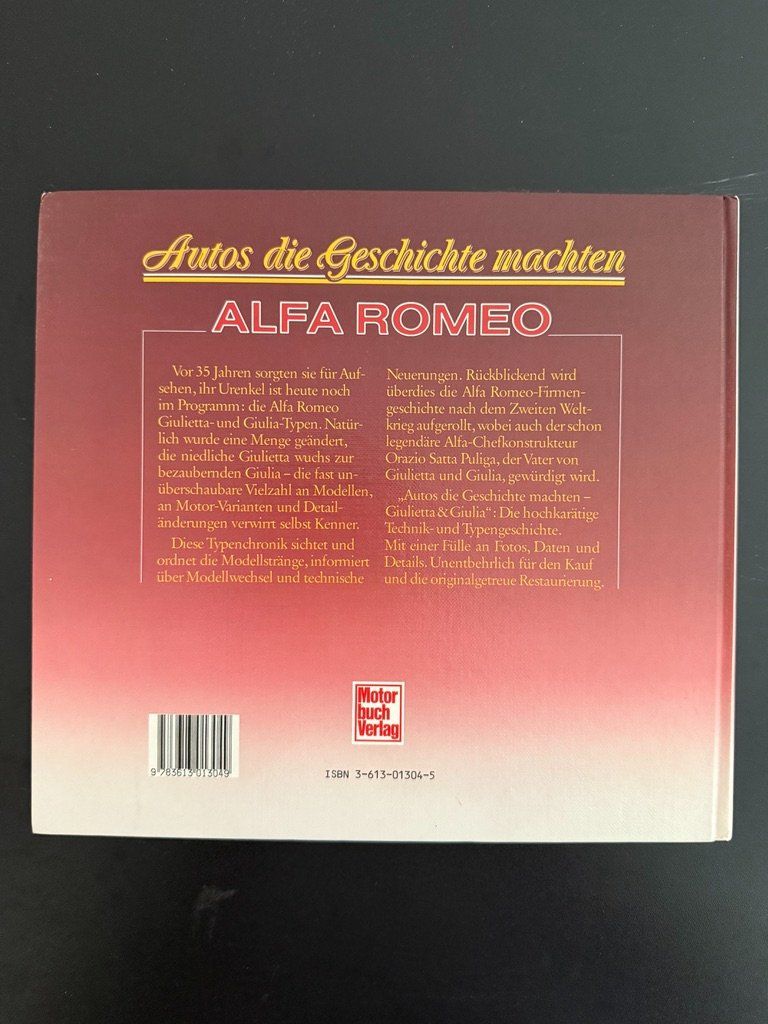 Autos die Geschichte machten
ALFA ROMEO
Vor 35 Jahren sorgten sie für Auf-
sehen, ihr Urenkel ist heute noch
im Programm: die Alfa Romeo
Giulietta- und Giulia-Typen. Natür-
lich wurde eine Menge geändert,
die niedliche Giulietta wuchs zur
bezaubernden Giulia – die fast un-
überschaubare Vielzahl an Modellen,
an Motor-Varianten und Detail-
änderungen verwirrt selbst Kenner.
Diese Typenchronik sichtet und
ordnet die Modellstränge, informiert
über Modellwechsel und technische
Neuerungen. Rückblickend wird
überdies die Alfa Romeo-Firmen-
geschichte nach dem Zweiten Welt-
krieg aufgerollt, wobei auch der schon
legendäre Alfa-Chefkonstrukteur
Orazio Satta Puliga, der Vater von
Giulietta und Giulia, gewürdigt wird.
„Autos die Geschichte machten –
Giulietta & Giulia“: Die hochkarätige
Technik- und Typengeschichte.
Mit einer Fülle an Fotos, Daten und
Details. Unentbehrlich für den Kauf
und die originalgetreue Restaurierung.
Motor
buch
Verlag
9 783613 013049
ISBN 3-613-01304-5